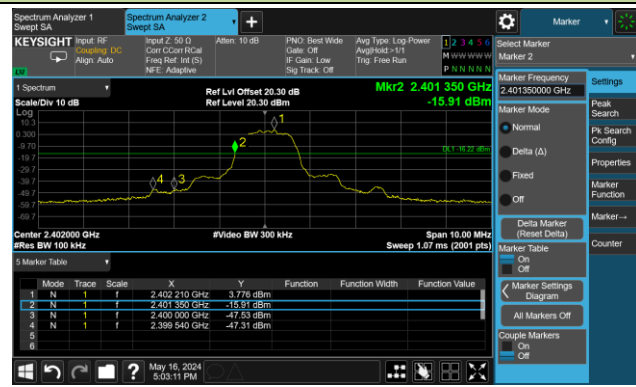 Spectrum Analyzer 1
Swept SA
Spectrum Analyzer 2
Swept SA
Marker
KEYSIGHT
Input: RF
Coupling: DC
Align: Auto
Input Z: 50 Ω
Corr CCorr RCal
Freq Ref: Int (S)
NFE: Adaptive
Atten: 10 dB
PNO: Best Wide
Gate: Off
IF Gain: Low
Sig Track: Off
Avg Type: Log-Power
Avg|Hold:>1/1
Trig: Free Run
1 2 3 4 5 6
M W W W W W
P N N N N N
Select Marker
Marker 2
1 Spectrum
Scale/Div 10 dB
Ref Lvl Offset 20.30 dB
Ref Level 20.30 dBm
Mkr2 2.401 350 GHz
-15.91 dBm
Log
10.3
0.300
-9.70
-19.7
-29.7
-39.7
-49.7
-59.7
-69.7
1
2
3
4
DL1 -16.22 dBm
Center 2.402000 GHz
#Res BW 100 kHz
#Video BW 300 kHz
Span 10.00 MHz
Sweep 1.07 ms (2001 pts)
5 Marker Table
Mode Trace Scale X Y Function Function Width Function Value
1 N 1 f 2.402 210 GHz 3.776 dBm
2 N 1 f 2.401 350 GHz -15.91 dBm
3 N 1 f 2.400 000 GHz -47.53 dBm
4 N 1 f 2.399 540 GHz -47.31 dBm
5
6
Marker Frequency
2.401350000 GHz
Marker Mode
Normal
Delta (Δ)
Fixed
Off
Delta Marker
(Reset Delta)
Marker Table
On
Off
Marker Settings
Diagram
All Markers Off
Couple Markers
On
Off
Settings
Peak
Search
Pk Search
Config
Properties
Marker
Function
Marker→
Counter
May 16, 2024
5:03:11 PM